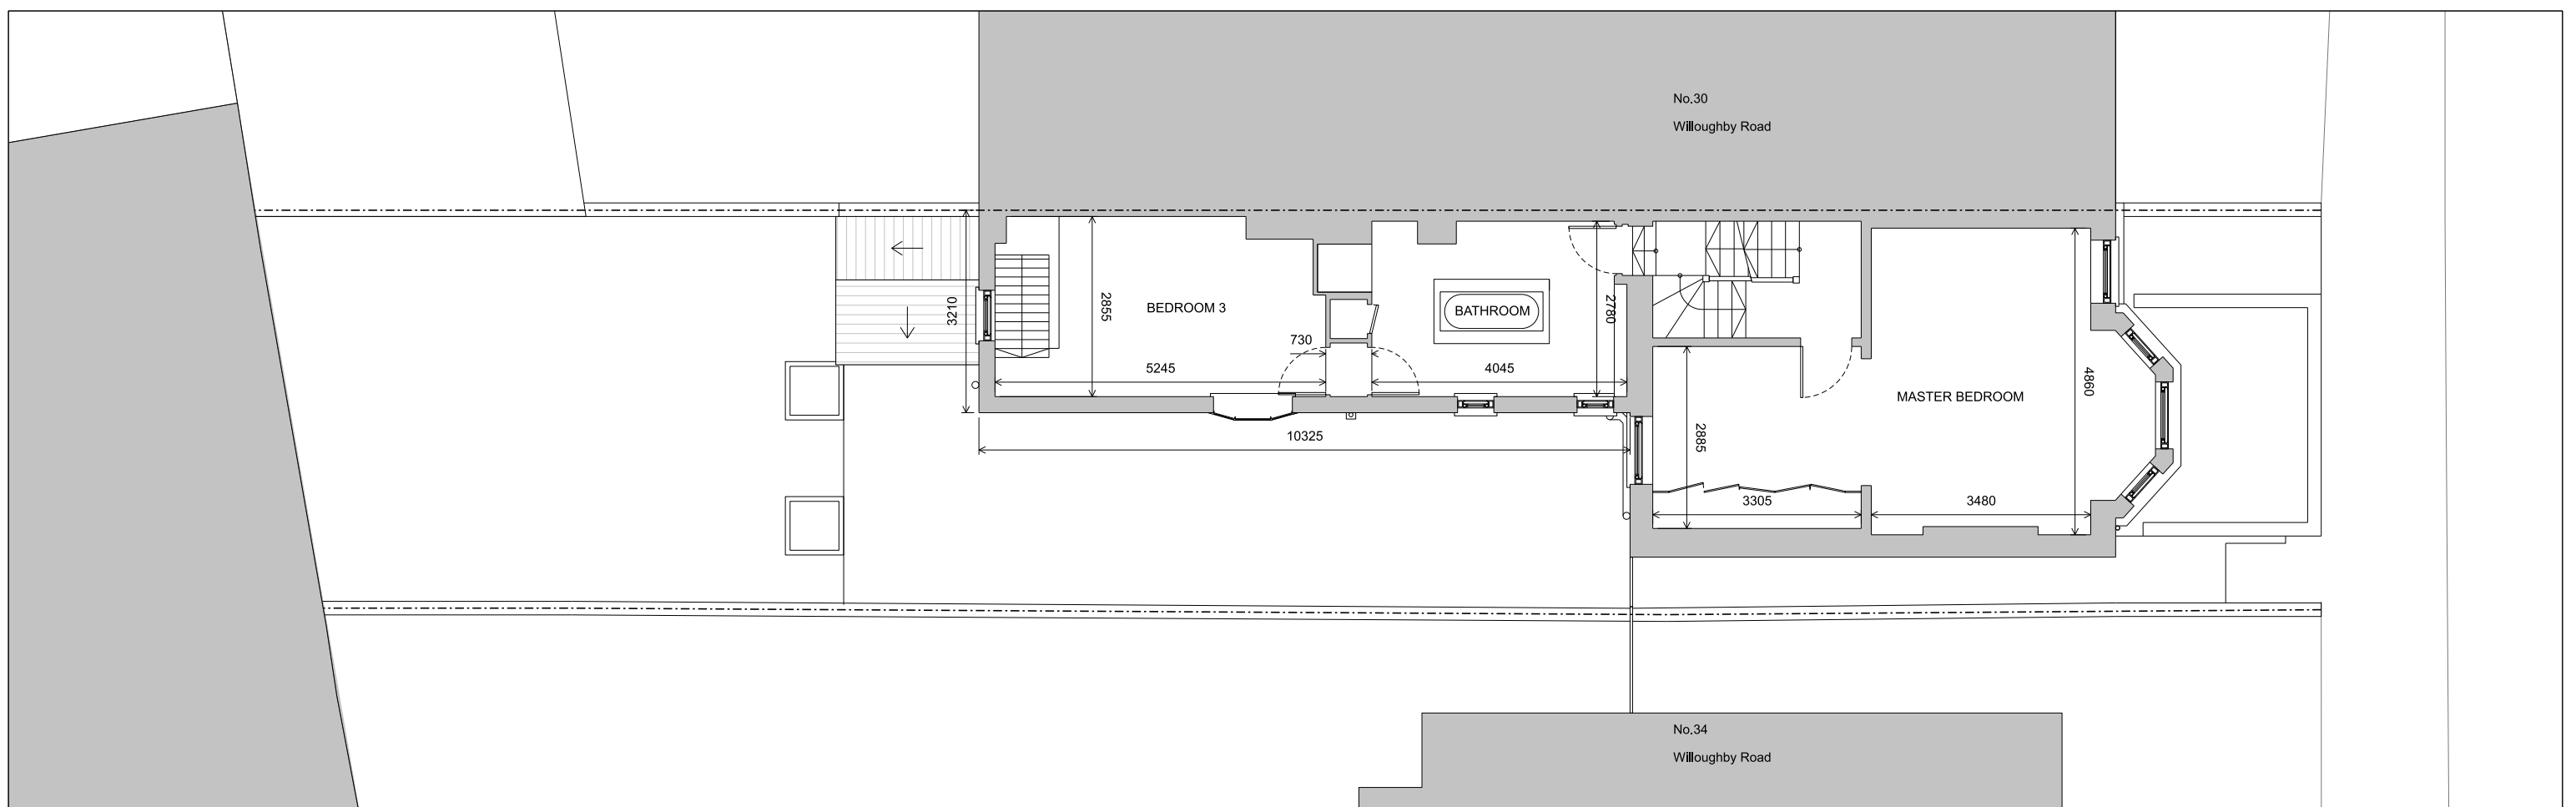 No.30
Willoughby Road
3210
2855
BEDROOM 3
730
5245
BATHROOM
2780
4045
10325
2885
3305
MASTER BEDROOM
4860
3480
No.34
Willoughby Road